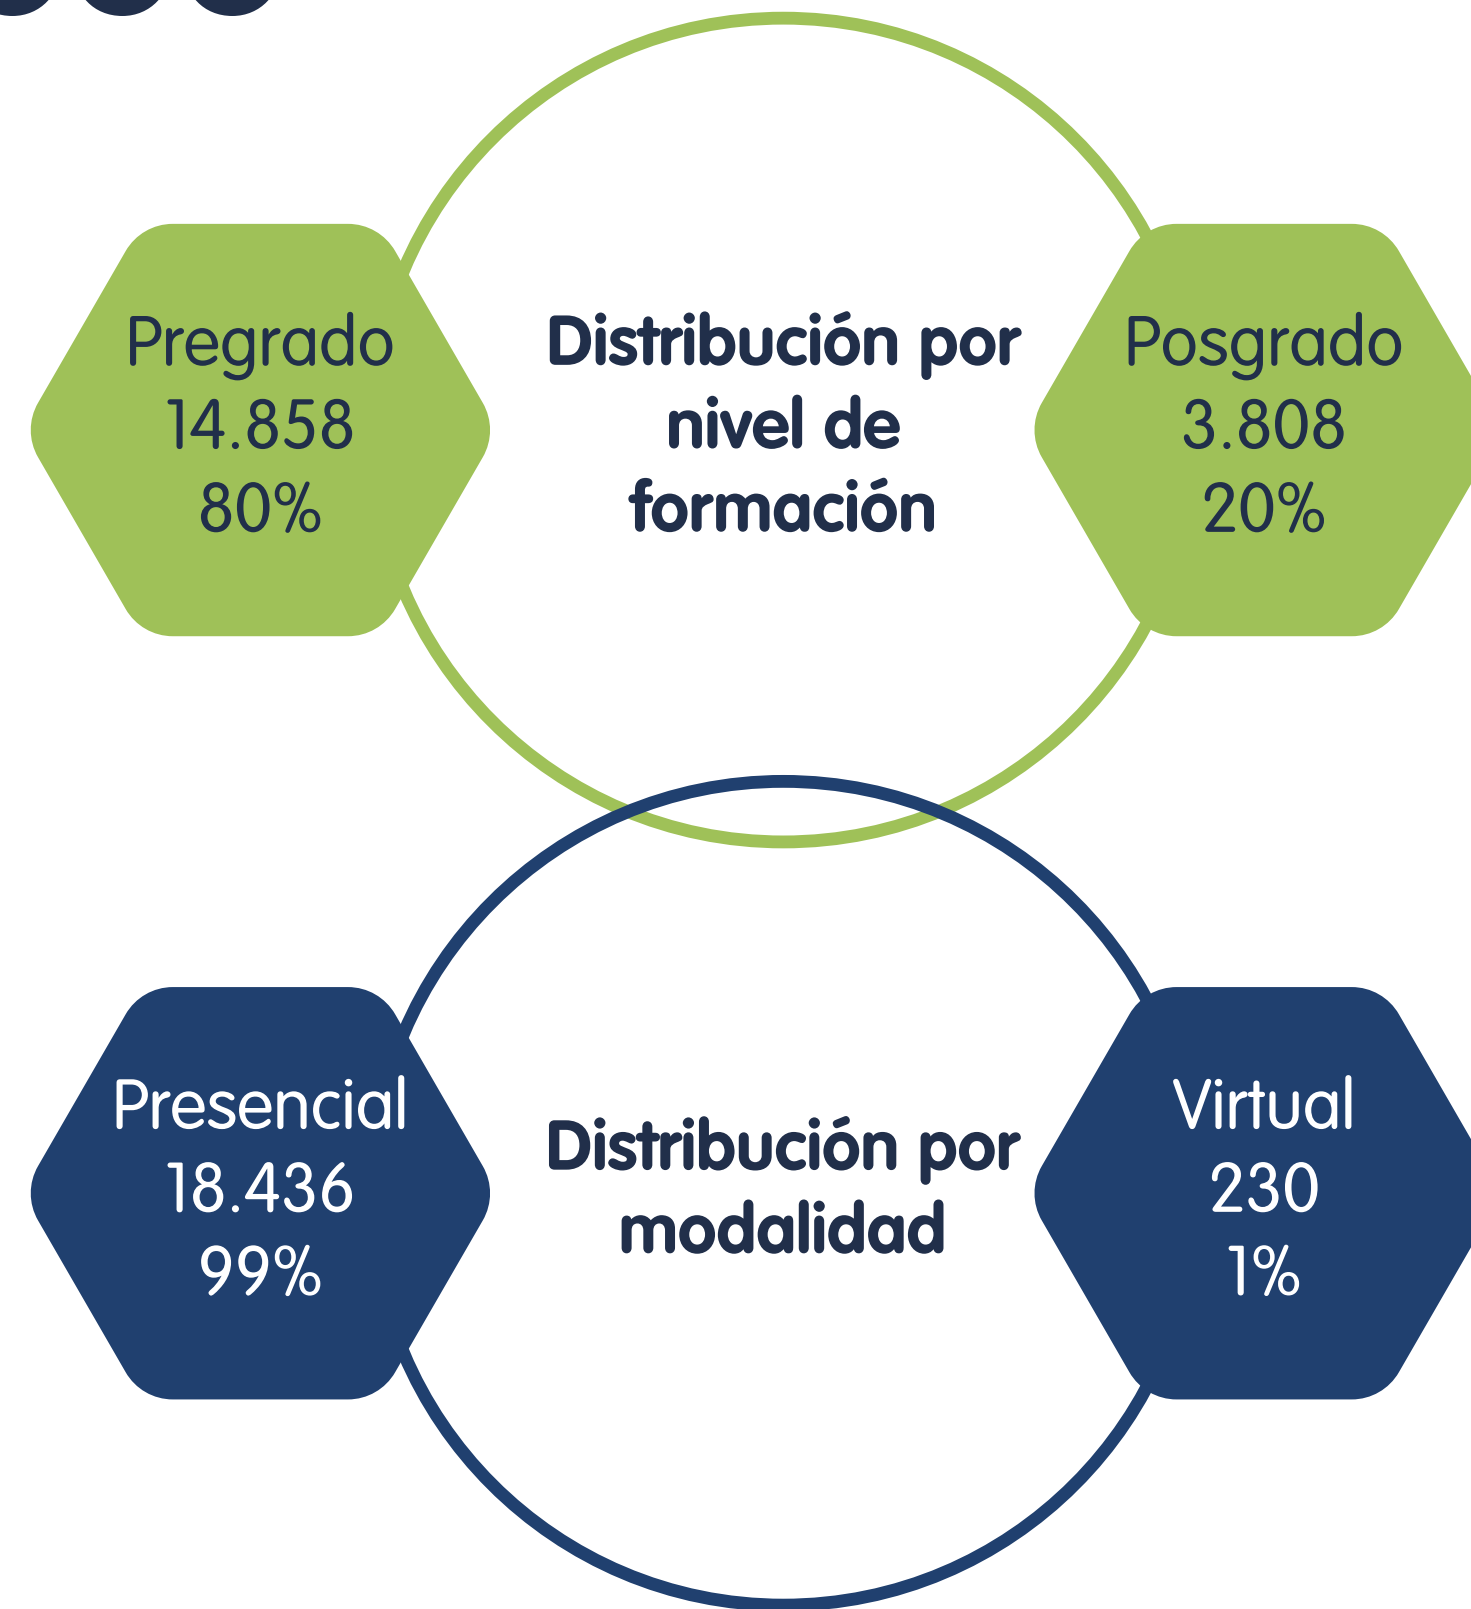 Pregrado
14.858
80%
Distribución por
nivel de
formación
Posgrado
3.808
20%
Presencial
18.436
99%
Distribución por
modalidad
Virtual
230
1%